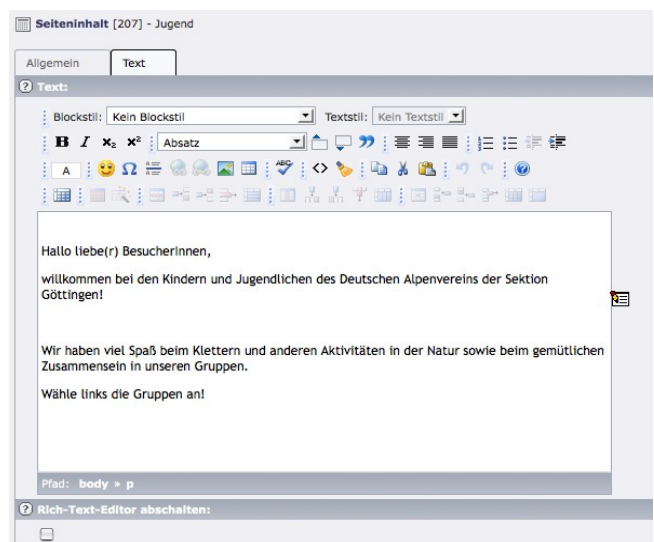 Seiteninhalt [207] - Jugend
Allgemein Text
? Text:
Blockstil: Kein Blockstil Textstil: Kein Textstil
B I x₂ x² Absatz
A Ω ABC <>
Hallo liebe(r) BesucherInnen,
willkommen bei den Kindern und Jugendlichen des Deutschen Alpenvereins der Sektion
Göttingen!
Wir haben viel Spaß beim Klettern und anderen Aktivitäten in der Natur sowie beim gemütlichen
Zusammensein in unseren Gruppen.
Wähle links die Gruppen an!
Pfad: body » p
? Rich-Text-Editor abschalten: